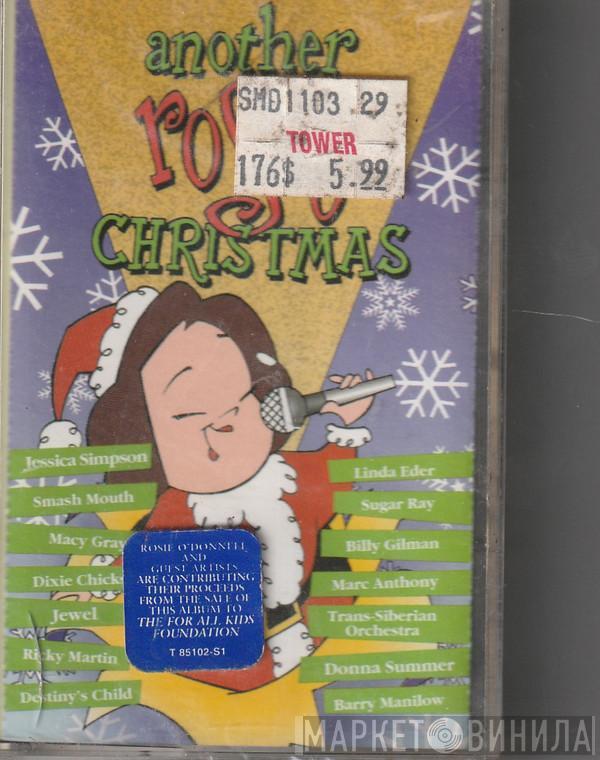 another
ro
CHRISTMAS
SMD1103 29
TOWER
176$ 5.99
Jessica Simpson
Smash Mouth
Macy Gray
Dixie Chicks
Jewel
Ricky Martin
Destiny's Child
Linda Eder
Sugar Ray
Billy Gilman
Marc Anthony
Trans-Siberian
Orchestra
Donna Summer
Barry Manilow
ROSIE O'DONNELL
AND
GUEST ARTISTS
ARE CONTRIBUTING
THEIR PROCEEDS
FROM THE SALE OF
THIS ALBUM TO
THE FOR ALL KIDS
FOUNDATION
T 85102-S1
МАРКЕТ ВИНИЛА